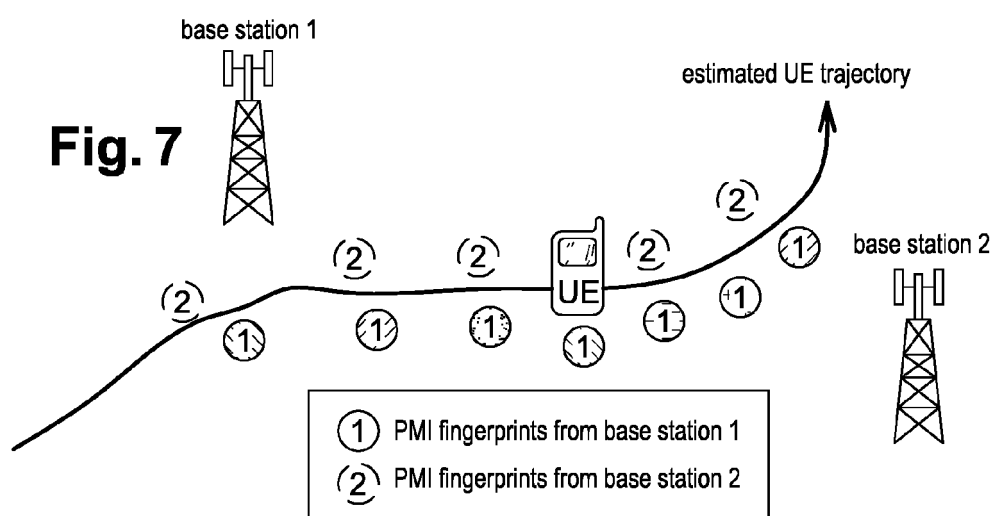 base station 1
estimated UE trajectory
Fig. 7
2
2
2
2
2
1
base station 2
UE
1
1
1
1
1
1
1 PMI fingerprints from base station 1
2 PMI fingerprints from base station 2